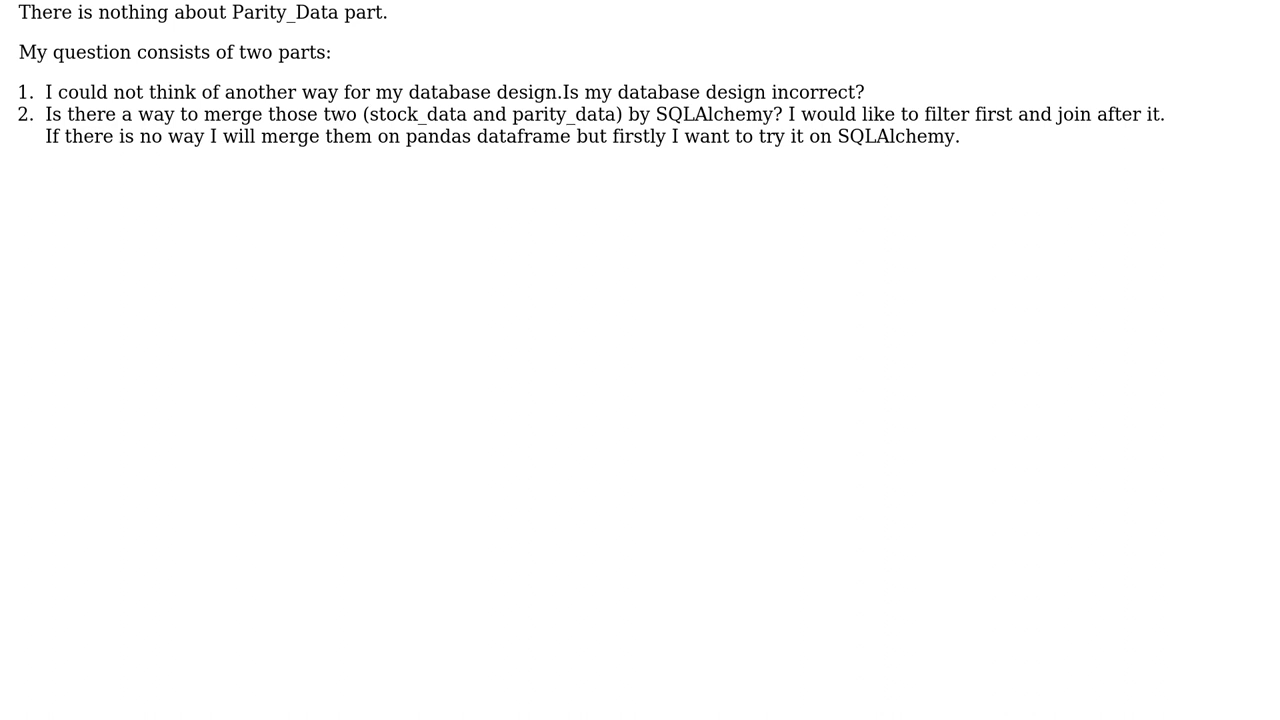 There is nothing about Parity_Data part.
My question consists of two parts:
1. I could not think of another way for my database design.Is my database design incorrect?
2. Is there a way to merge those two (stock_data and parity_data) by SQLAlchemy? I would like to filter first and join after it.
If there is no way I will merge them on pandas dataframe but firstly I want to try it on SQLAlchemy.